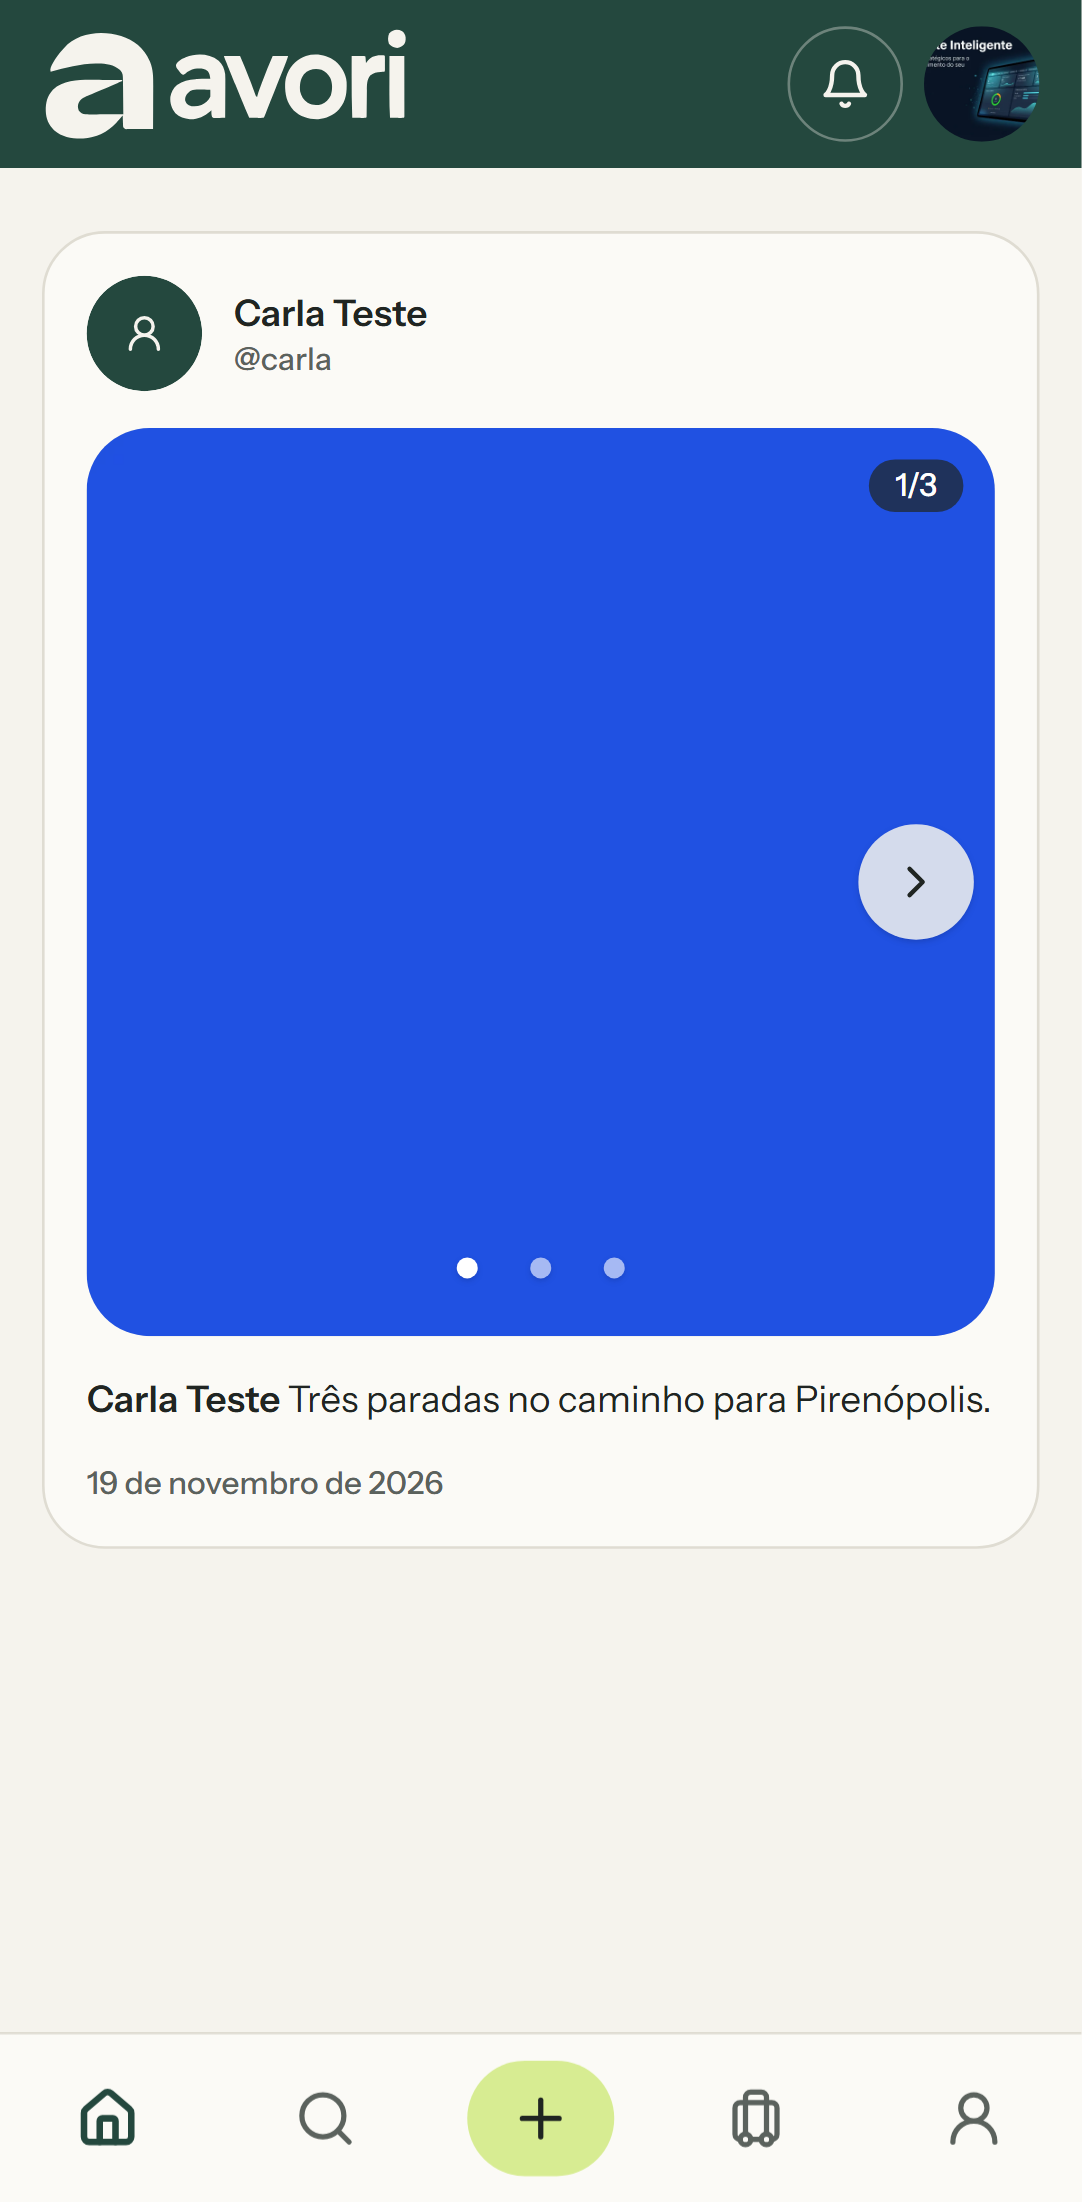 a avori
te Inteligente
Carla Teste
@carla
1/3
Carla Teste Três paradas no caminho para Pirenópolis.
19 de novembro de 2026